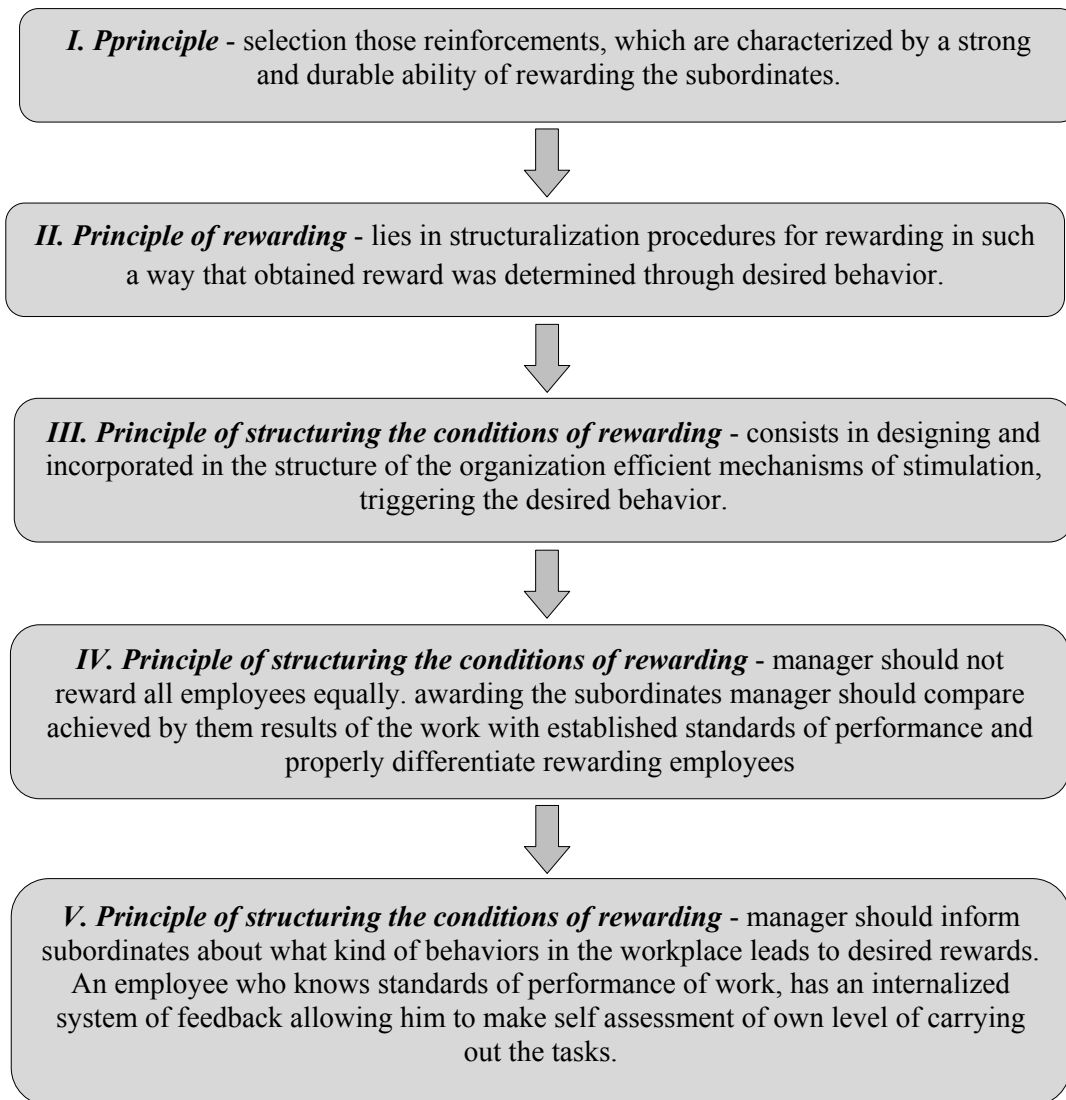 I. Pprinciple - selection those reinforcements, which are characterized by a strong
and durable ability of rewarding the subordinates.
II. Principle of rewarding - lies in structuralization procedures for rewarding in such
a way that obtained reward was determined through desired behavior.
III. Principle of structuring the conditions of rewarding - consists in designing and
incorporated in the structure of the organization efficient mechanisms of stimulation,
triggering the desired behavior.
IV. Principle of structuring the conditions of rewarding - manager should not
reward all employees equally. awarding the subordinates manager should compare
achieved by them results of the work with established standards of performance and
properly differentiate rewarding employees
V. Principle of structuring the conditions of rewarding - manager should inform
subordinates about what kind of behaviors in the workplace leads to desired rewards.
An employee who knows standards of performance of work, has an internalized
system of feedback allowing him to make self assessment of own level of carrying
out the tasks.